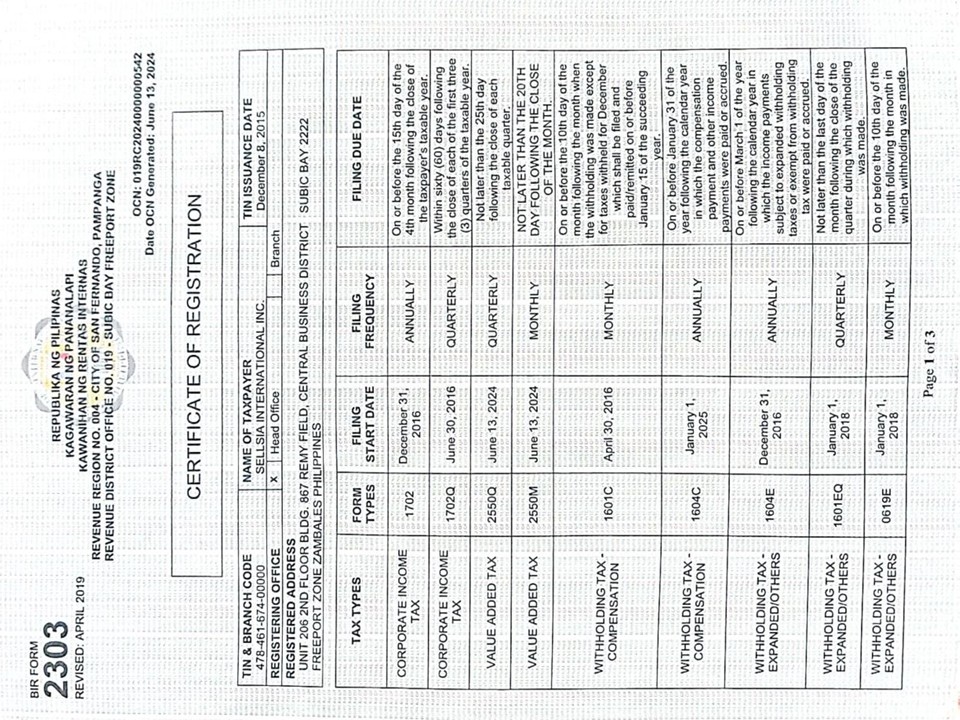 BIR FORM
2303
REVISED: APRIL 2019
REPUBLIKA NG PILIPINAS
KAGAWARAN NG PANANALAPI
KAWANIHAN NG RENTAS INTERNAS
REVENUE REGION NO. 004 - CITY OF SAN FERNANDO, PAMPANGA
REVENUE DISTRICT OFFICE NO. 019 - SUBIC BAY FREEPORT ZONE
OCN: 019RC20240000000542
Date OCN Generated: June 13, 2024
CERTIFICATE OF REGISTRATION
TIN & BRANCH CODE NAME OF TAXPAYER TIN ISSUANCE DATE
478-461-674-00000 SELLSIA INTERNATIONAL INC. December 8, 2015
REGISTERING OFFICE X Head Office Branch
REGISTERED ADDRESS
UNIT 206 2ND FLOOR BLDG. 867 REMY FIELD, CENTRAL BUSINESS DISTRICT SUBIC BAY 2222
FREEPORT ZONE ZAMBALES PHILIPPINES
TAX TYPES FORM TYPES FILING START DATE FILING FREQUENCY FILING DUE DATE
CORPORATE INCOME TAX 1702 December 31, 2016 ANNUALLY On or before the 15th day of the 4th month following the close of the taxpayer's taxable year.
CORPORATE INCOME TAX 1702Q June 30, 2016 QUARTERLY Within sixty (60) days following the close of each of the first three (3) quarters of the taxable year.
VALUE ADDED TAX 2550Q June 13, 2024 QUARTERLY Not later than the 25th day following the close of each taxable quarter.
VALUE ADDED TAX 2550M June 13, 2024 MONTHLY NOT LATER THAN THE 20TH DAY FOLLOWING THE CLOSE OF THE MONTH.
WITHHOLDING TAX - COMPENSATION 1601C April 30, 2016 MONTHLY On or before the 10th day of the month following the month when the withholding was made except for taxes withheld for December which shall be filed and paid/remitted on or before January 15 of the succeeding year.
WITHHOLDING TAX - COMPENSATION 1604C January 1, 2025 ANNUALLY On or before January 31 of the year following the calendar year in which the compensation payment and other income payments were paid or accrued.
WITHHOLDING TAX - EXPANDED/OTHERS 1604E December 31, 2016 ANNUALLY On or before March 1 of the year following the calendar year in which the income payments subject to expanded withholding taxes or exempt from withholding tax were paid or accrued.
WITHHOLDING TAX - EXPANDED/OTHERS 1601EQ January 1, 2018 QUARTERLY Not later than the last day of the month following the close of the quarter during which withholding was made.
WITHHOLDING TAX - EXPANDED/OTHERS 0619E January 1, 2018 MONTHLY On or before the 10th day of the month following the month in which withholding was made.
Page 1 of 3